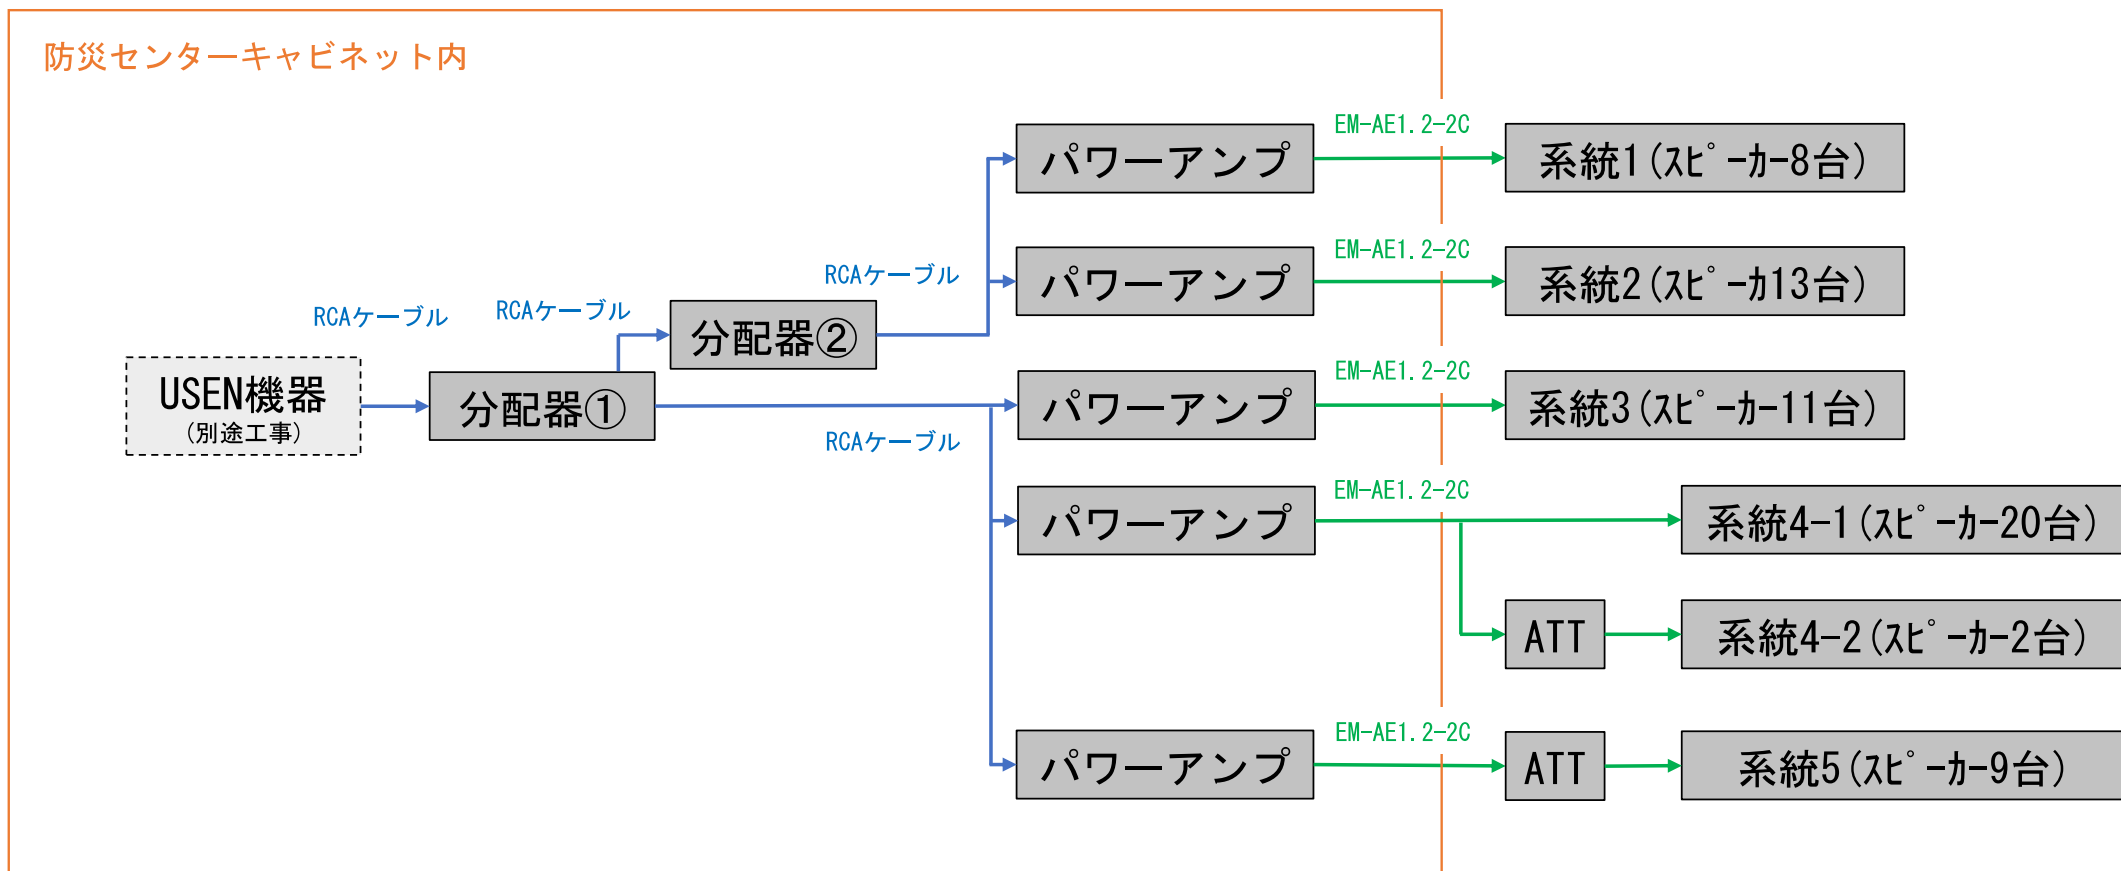 防災センターキャビネット内
EM-AE1.2-2C
パワーアンプ
系統1(ｽﾋﾟｰｶｰ8台)
EM-AE1.2-2C
RCAケーブル
パワーアンプ
系統2(ｽﾋﾟｰｶ13台)
RCAケーブル
RCAケーブル
分配器②
EM-AE1.2-2C
USEN機器
(別途工事)
分配器①
パワーアンプ
系統3(ｽﾋﾟｰｶｰ11台)
RCAケーブル
EM-AE1.2-2C
パワーアンプ
系統4-1(ｽﾋﾟｰｶｰ20台)
ATT
系統4-2(ｽﾋﾟｰｶｰ2台)
EM-AE1.2-2C
パワーアンプ
ATT
系統5(ｽﾋﾟｰｶｰ9台)